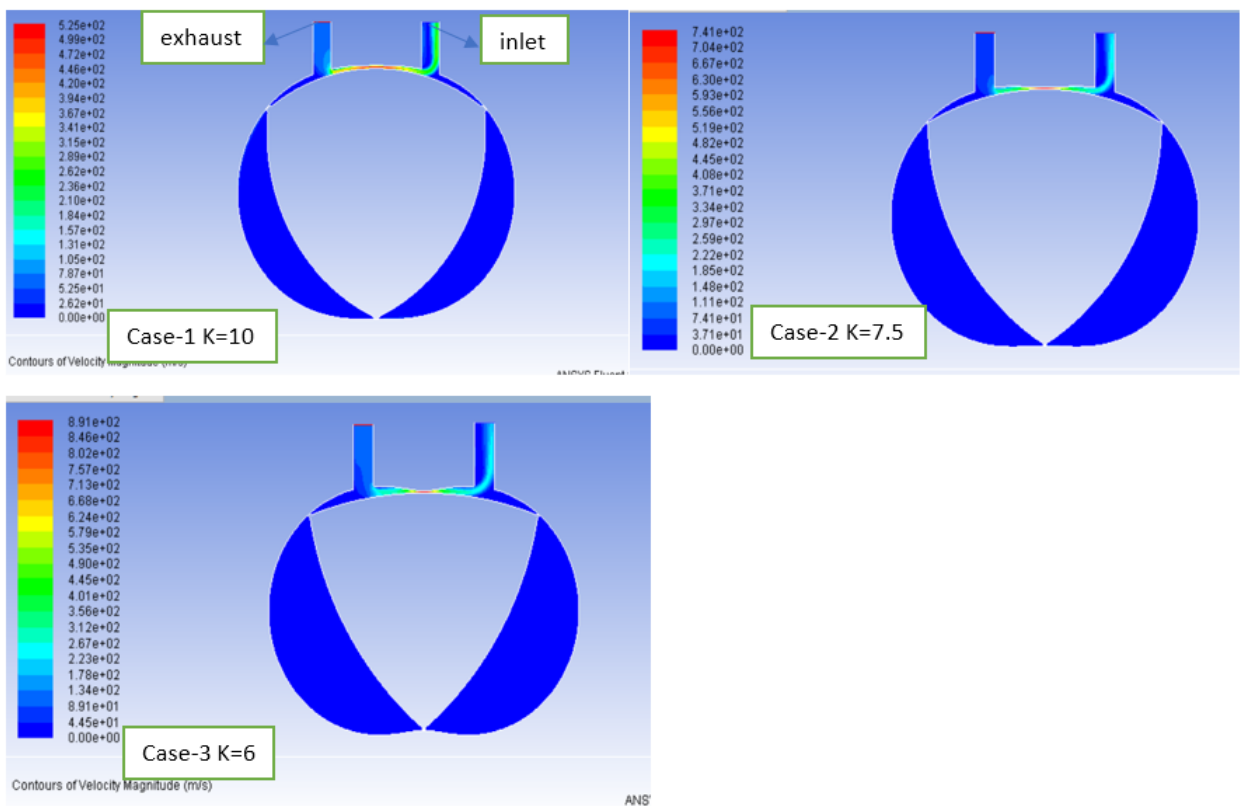 exhaust
inlet
5.25e+02
4.99e+02
4.72e+02
4.46e+02
4.20e+02
3.94e+02
3.67e+02
3.41e+02
3.15e+02
2.89e+02
2.62e+02
2.36e+02
2.10e+02
1.84e+02
1.57e+02
1.31e+02
1.05e+02
7.87e+01
5.25e+01
2.62e+01
0.00e+00
Case-1 K=10
Contours of Velocity Magnitude (m/s)
ANSYS Fluent
7.41e+02
7.04e+02
6.67e+02
6.30e+02
5.93e+02
5.56e+02
5.19e+02
4.82e+02
4.45e+02
4.08e+02
3.71e+02
3.34e+02
2.97e+02
2.59e+02
2.22e+02
1.85e+02
1.48e+02
1.11e+02
7.41e+01
3.71e+01
0.00e+00
Case-2 K=7.5
8.91e+02
8.46e+02
8.02e+02
7.57e+02
7.13e+02
6.68e+02
6.24e+02
5.79e+02
5.35e+02
4.90e+02
4.45e+02
4.01e+02
3.56e+02
3.12e+02
2.67e+02
2.23e+02
1.78e+02
1.34e+02
8.91e+01
4.45e+01
0.00e+00
Case-3 K=6
Contours of Velocity Magnitude (m/s)
ANS